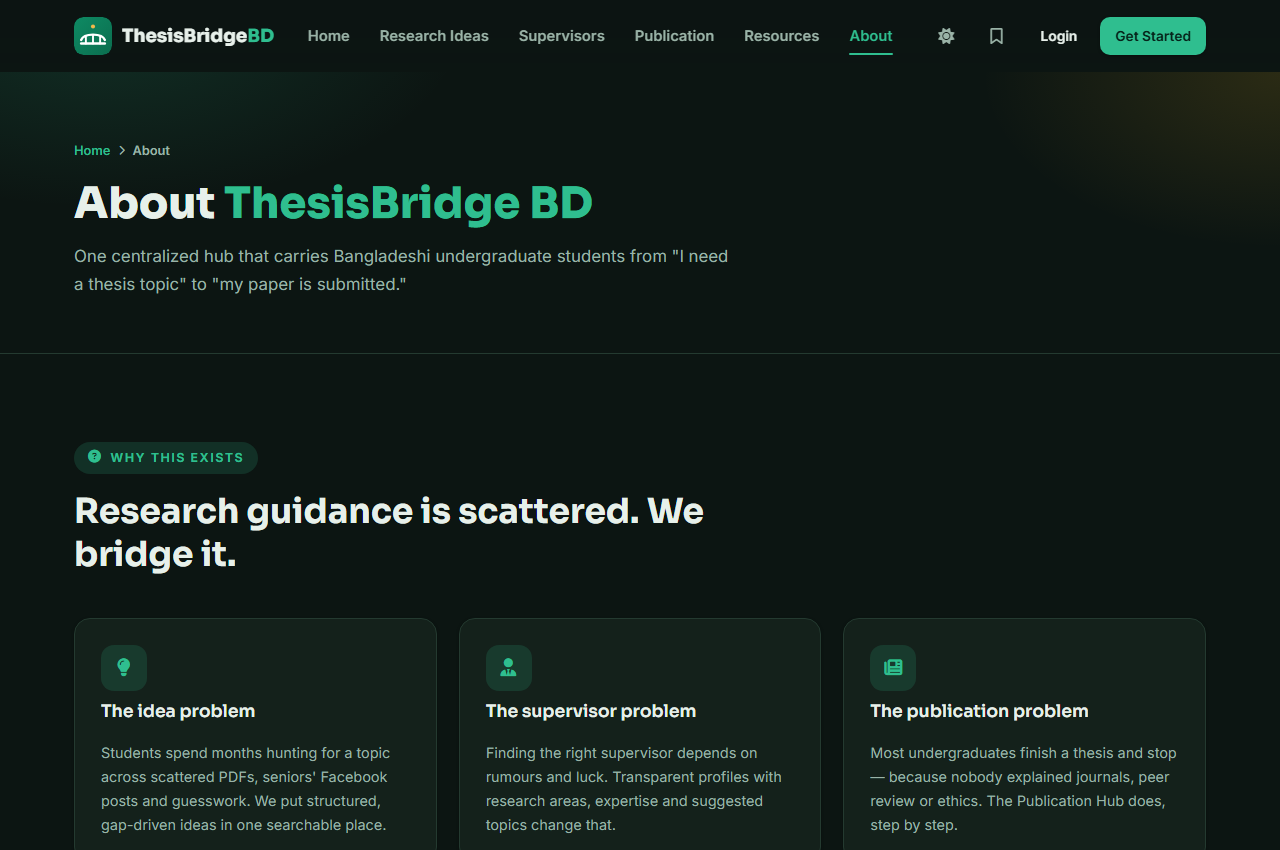 ThesisBridgeBD
Home
Research Ideas
Supervisors
Publication
Resources
About
Login
Get Started
Home > About
About ThesisBridge BD
One centralized hub that carries Bangladeshi undergraduate students from "I need
a thesis topic" to "my paper is submitted."
WHY THIS EXISTS
Research guidance is scattered. We
bridge it.
The idea problem
Students spend months hunting for a topic
across scattered PDFs, seniors' Facebook
posts and guesswork. We put structured,
gap-driven ideas in one searchable place.
The supervisor problem
Finding the right supervisor depends on
rumours and luck. Transparent profiles with
research areas, expertise and suggested
topics change that.
The publication problem
Most undergraduates finish a thesis and stop
— because nobody explained journals, peer
review or ethics. The Publication Hub does,
step by step.